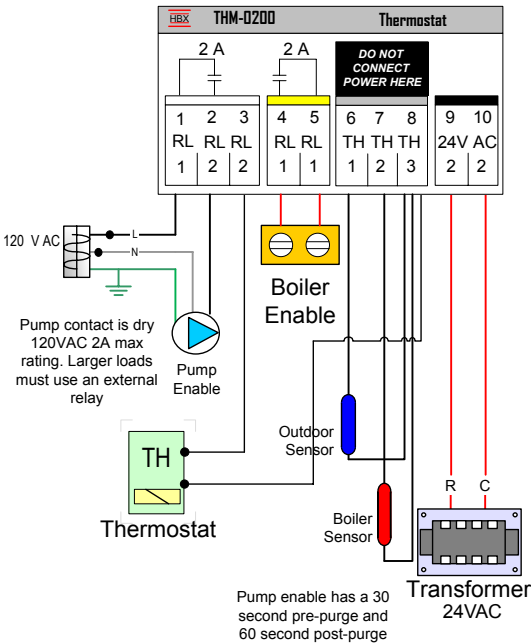 HBX THM-0200 Thermostat
2 A 2 A
DO NOT
CONNECT
POWER HERE
1 2 3 4 5 6 7 8 9 10
RL RL RL RL RL TH TH TH 24V AC
1 2 2 1 1 1 2 3 2 2
120 V AC
L
N
Pump contact is dry
120VAC 2A max
rating. Larger loads
must use an external
relay
Pump
Enable
Boiler
Enable
TH
Thermostat
Outdoor
Sensor
Boiler
Sensor
R C
Transformer
24VAC
Pump enable has a 30
second pre-purge and
60 second post-purge